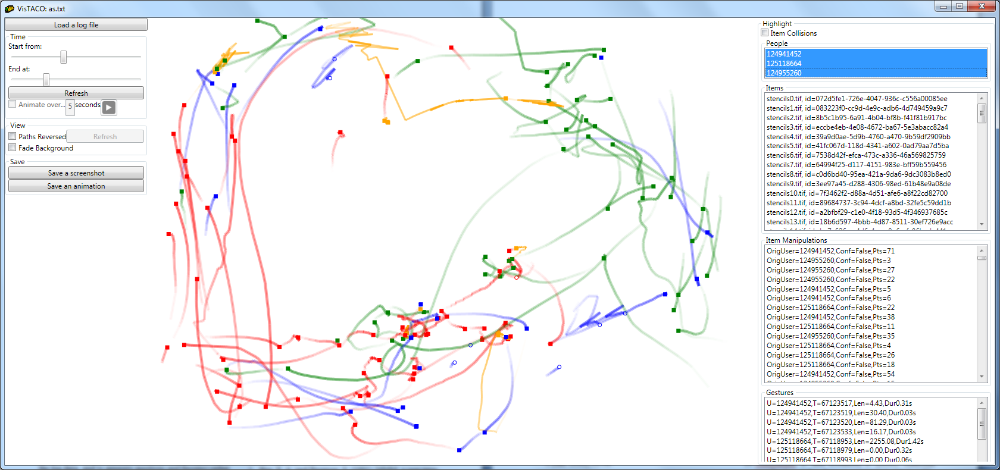 VisTACO: as.txt
Load a log file
Time
Start from:
End at:
Refresh
Animate over... 5 seconds
View
Paths Reversed Refresh
Fade Background
Save
Save a screenshot
Save an animation
Highlight
Item Collisions
People
124941452
125118664
124955260
Items
stencils0.tif, id=072d5fe1-726e-4047-936c-c556a00085ee
stencils1.tif, id=083223f0-cc9d-4e9c-adb6-4d749459a9c7
stencils2.tif, id=8b5c1b95-6a91-4b04-bf8b-f41f81b917bc
stencils3.tif, id=eccbe4eb-4e08-4672-ba67-5e3abacc82a4
stencils4.tif, id=39a9d0ae-5d9b-4760-a470-9b59df2909bb
stencils5.tif, id=41fc067d-118d-4341-a602-0ad79aa7d5ba
stencils6.tif, id=7538d42f-efca-473c-a336-46a569825759
stencils7.tif, id=64994f25-d117-4151-983e-bff59b559456
stencils8.tif, id=c0d6bd40-95ea-421a-9da6-9dc3083b8ed0
stencils9.tif, id=3ee97a45-d288-4306-98ed-61b48e9a08de
stencils10.tif, id=7f3462f2-d88a-4d51-afe6-a8f22cd82700
stencils11.tif, id=89684737-3c94-4dcf-a8bd-32fe5c59dd1b
stencils12.tif, id=a2bfbf29-c1e0-4f18-93d5-4f346937685c
stencils13.tif, id=18b6d597-4bbb-4d87-8511-30ef726e9acc
Item Manipulations
OrigUser=124941452,Conf=False,Pts=71
OrigUser=124955260,Conf=False,Pts=3
OrigUser=124955260,Conf=False,Pts=27
OrigUser=124955260,Conf=False,Pts=22
OrigUser=124941452,Conf=False,Pts=5
OrigUser=124941452,Conf=False,Pts=6
OrigUser=125118664,Conf=False,Pts=22
OrigUser=124941452,Conf=False,Pts=38
OrigUser=125118664,Conf=False,Pts=11
OrigUser=124955260,Conf=False,Pts=35
OrigUser=125118664,Conf=False,Pts=4
OrigUser=125118664,Conf=False,Pts=26
OrigUser=125118664,Conf=False,Pts=18
OrigUser=124941452,Conf=False,Pts=54
Gestures
U=124941452,T=67123517,Len=4.43,Dur0.31s
U=124941452,T=67123519,Len=30.40,Dur0.03s
U=124941452,T=67123520,Len=81.29,Dur0.03s
U=124941452,T=67123533,Len=16.17,Dur0.03s
U=125118664,T=67118953,Len=2255.08,Dur1.42s
U=125118664,T=67118979,Len=0.00,Dur0.32s
U=125118664,T=67118993,Len=0.00,Dur0.06s